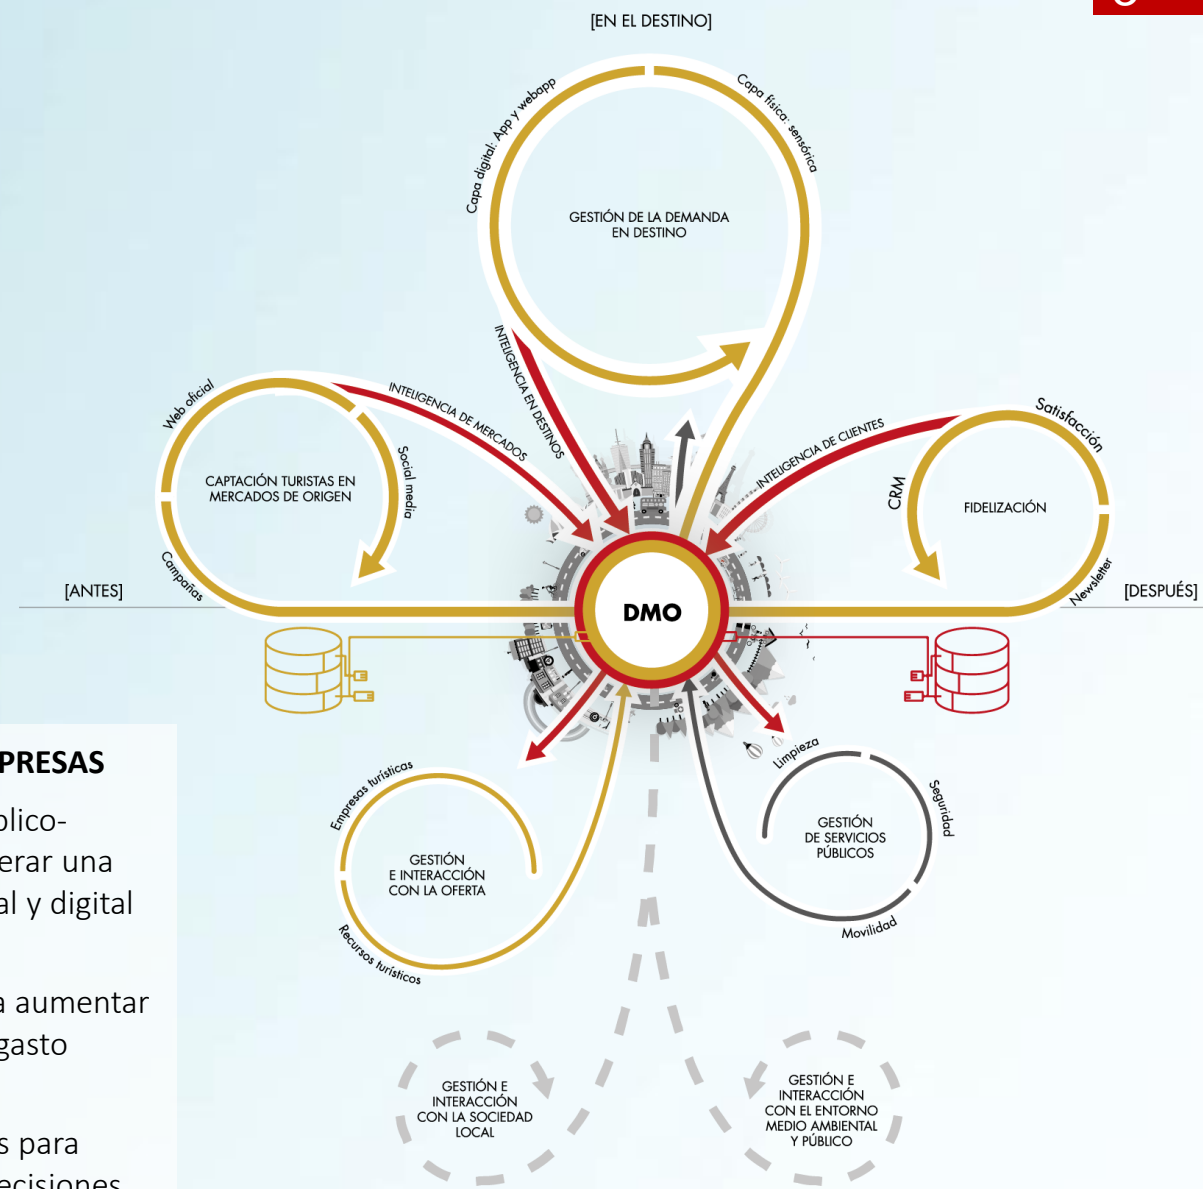 [EN EL DESTINO]
Capa digital: App y webapp
Capa física: sensórica
GESTIÓN DE LA DEMANDA
EN DESTINO
INTELIGENCIA EN DESTINOS
INTELIGENCIA DE MERCADOS
INTELIGENCIA DE CLIENTES
Web oficial
Social media
Campañas
CAPTACIÓN TURISTAS EN
MERCADOS DE ORIGEN
Satisfacción
CRM
Newsletter
FIDELIZACIÓN
[ANTES]
DMO
[DESPUÉS]
PRESAS
blico-
erar una
al y digital
a aumentar
gasto
s para
ecisiones
Empresas turísticas
GESTIÓN
E INTERACCIÓN
CON LA OFERTA
Recursos turísticos
Limpieza
Seguridad
GESTIÓN
DE SERVICIOS
PÚBLICOS
Movilidad
GESTIÓN E
INTERACCIÓN
CON LA SOCIEDAD
LOCAL
GESTIÓN E
INTERACCIÓN
CON EL ENTORNO
MEDIO AMBIENTAL
Y PÚBLICO